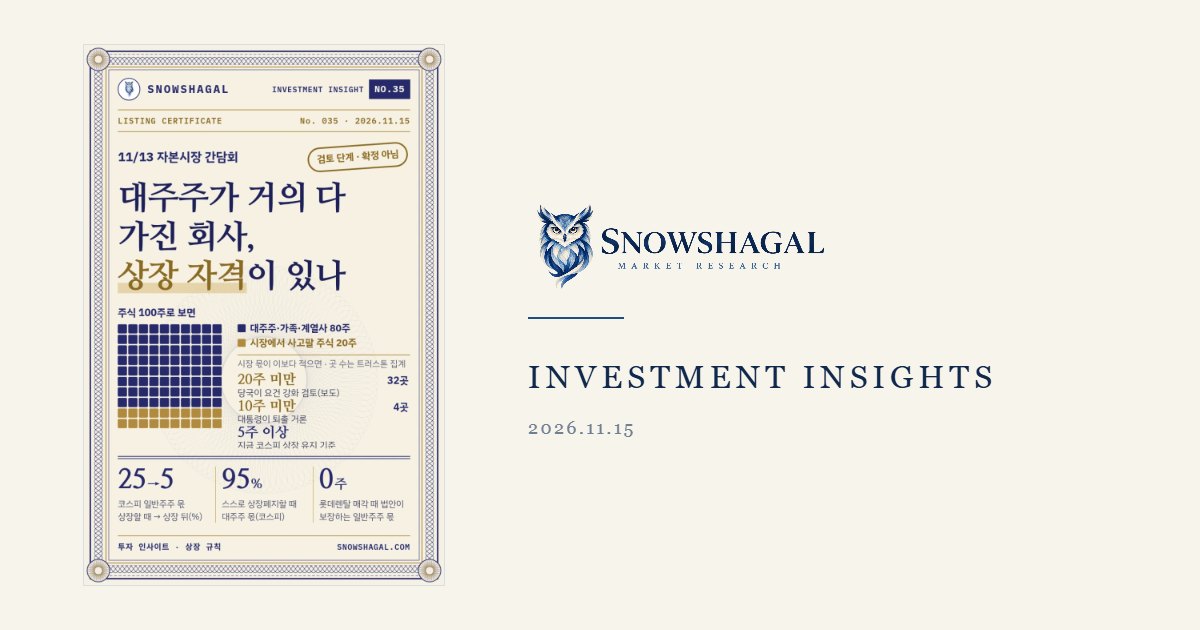 SNOWSHAGAL
INVESTMENT INSIGHT NO.35
LISTING CERTIFICATE
No. 035 · 2026.11.15
11/13 자본시장 간담회
검토 단계 · 확정 아님
대주주가 거의 다
가진 회사,
상장 자격이 있나
주식 100주로 보면
대주주·가족·계열사 80주
시장에서 사고팔 주식 20주
시장 몫이 이보다 적으면 · 곳 수는 트러스톤 집계
20주 미만 32곳
당국이 요건 강화 검토(보도)
10주 미만 4곳
대통령이 퇴출 거론
5주 이상
지금 코스피 상장 유지 기준
25→5
코스피 일반주주 몫
상장할 때 → 상장 뒤(%)
95%
스스로 상장폐지할 때
대주주 몫(코스피)
0주
롯데렌탈 매각 때 법안이
보장하는 일반주주 몫
투자 인사이트 · 상장 규칙
SNOWSHAGAL.COM
SNOWSHAGAL
MARKET RESEARCH
INVESTMENT INSIGHTS
2026.11.15